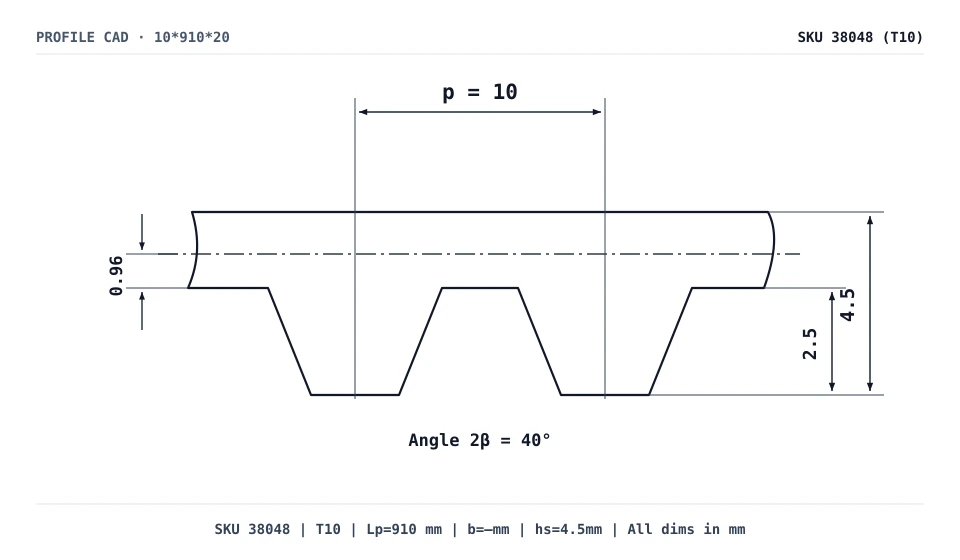 PROFILE CAD · 10*910*20
SKU 38048 (T10)
p = 10
0.96
4.5
2.5
Angle 2β = 40°
SKU 38048 | T10 | Lp=910 mm | b=—mm | hs=4.5mm | All dims in mm